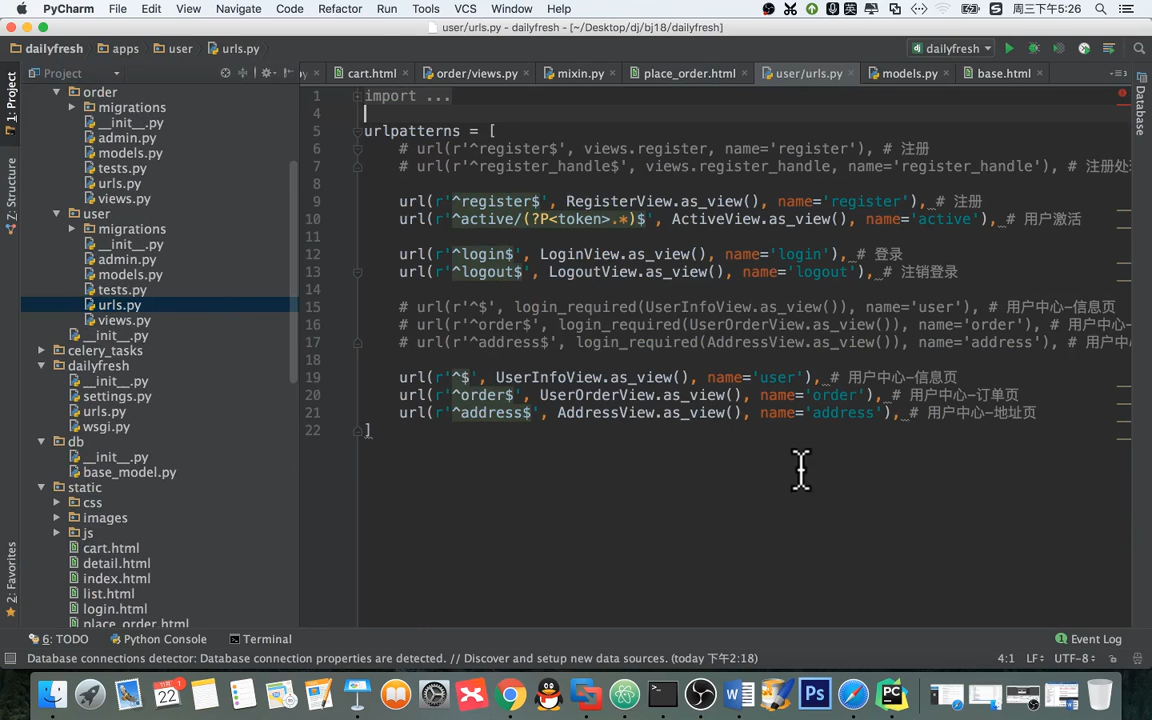 PyCharm File Edit View Navigate Code Refactor Run Tools VCS Window Help 英 周三下午5:26
user/urls.py - dailyfresh - [~/Desktop/dj/bj18/dailyfresh]
dailyfresh apps user urls.py dailyfresh
Project cart.html order/views.py mixin.py place_order.html user/urls.py models.py base.html
1: Project
7: Structure
2: Favorites
Database
order
migrations
__init__.py
admin.py
models.py
tests.py
urls.py
views.py
user
migrations
__init__.py
admin.py
models.py
tests.py
urls.py
views.py
__init__.py
celery_tasks
dailyfresh
__init__.py
settings.py
urls.py
wsgi.py
db
__init__.py
base_model.py
static
css
images
js
cart.html
detail.html
index.html
list.html
login.html
place_order.html
1 import ...
4
5 urlpatterns = [
6 # url(r'^register$', views.register, name='register'), # 注册
7 # url(r'^register_handle$', views.register_handle, name='register_handle'), # 注册处理
8
9 url(r'^register$', RegisterView.as_view(), name='register'), # 注册
10 url(r'^active/(?P<token>.*)$', ActiveView.as_view(), name='active'), # 用户激活
11
12 url(r'^login$', LoginView.as_view(), name='login'), # 登录
13 url(r'^logout$', LogoutView.as_view(), name='logout'), # 注销登录
14
15 # url(r'^$', login_required(UserInfoView.as_view()), name='user'), # 用户中心-信息页
16 # url(r'^order$', login_required(UserOrderView.as_view()), name='order'), # 用户中心-
17 # url(r'^address$', login_required(AddressView.as_view()), name='address'), # 用户中
18
19 url(r'^$', UserInfoView.as_view(), name='user'), # 用户中心-信息页
20 url(r'^order$', UserOrderView.as_view(), name='order'), # 用户中心-订单页
21 url(r'^address$', AddressView.as_view(), name='address'), # 用户中心-地址页
22 ]
6: TODO Python Console Terminal Event Log
Database connections detector: Database connection properties are detected. // Discover and setup new data sources. (today 下午2:18) 4:1 LF UTF-8
22 1 Ps PC